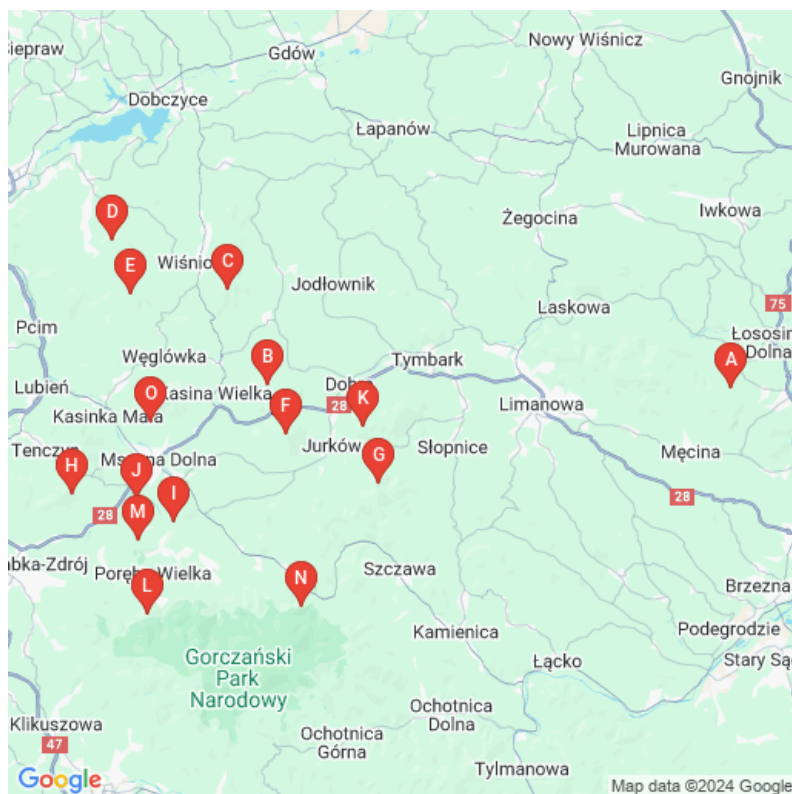 Siepraw
Gdów
Nowy Wiśnicz
Gnojnik
Dobczyce
Łapanów
Lipnica
Murowana
D
Żegocina
Iwkowa
E
Wiśnio
C
Jodłownik
75
Laskowa
Pcim
Łososin
Dolna
Węglówka
B
Tymbark
A
Lubień
Kasina Wielka
Dobra
O
F
28
K
Limanowa
Kasinka Mała
Tenczyn
Jurków
Słopnice
Męcina
Mszana Dolna
G
H
J
I
28
28
M
abka-Zdrój
Poręba Wielka
N
Szczawa
L
Brzezna
Kamienica
Podegrodzie
Gorczański
Park
Narodowy
Łącko
Stary Są
Ochotnica
Dolna
Klikuszowa
47
Ochotnica
Górna
Tylmanowa
Google
Map data ©2024 Google